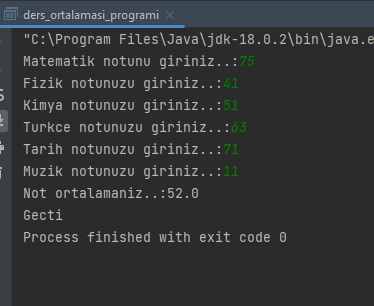 ders_ortalamasi_programi
"C:\Program Files\Java\jdk-18.0.2\bin\java.e
Matematik notunu giriniz..:75
Fizik notunuzu giriniz..:41
Kimya notunuzu giriniz..:51
Turkce notunuzu giriniz..:63
Tarih notunuzu giriniz..:71
Muzik notunuzu giriniz..:11
Not ortalamaniz..:52.0
Gecti
Process finished with exit code 0